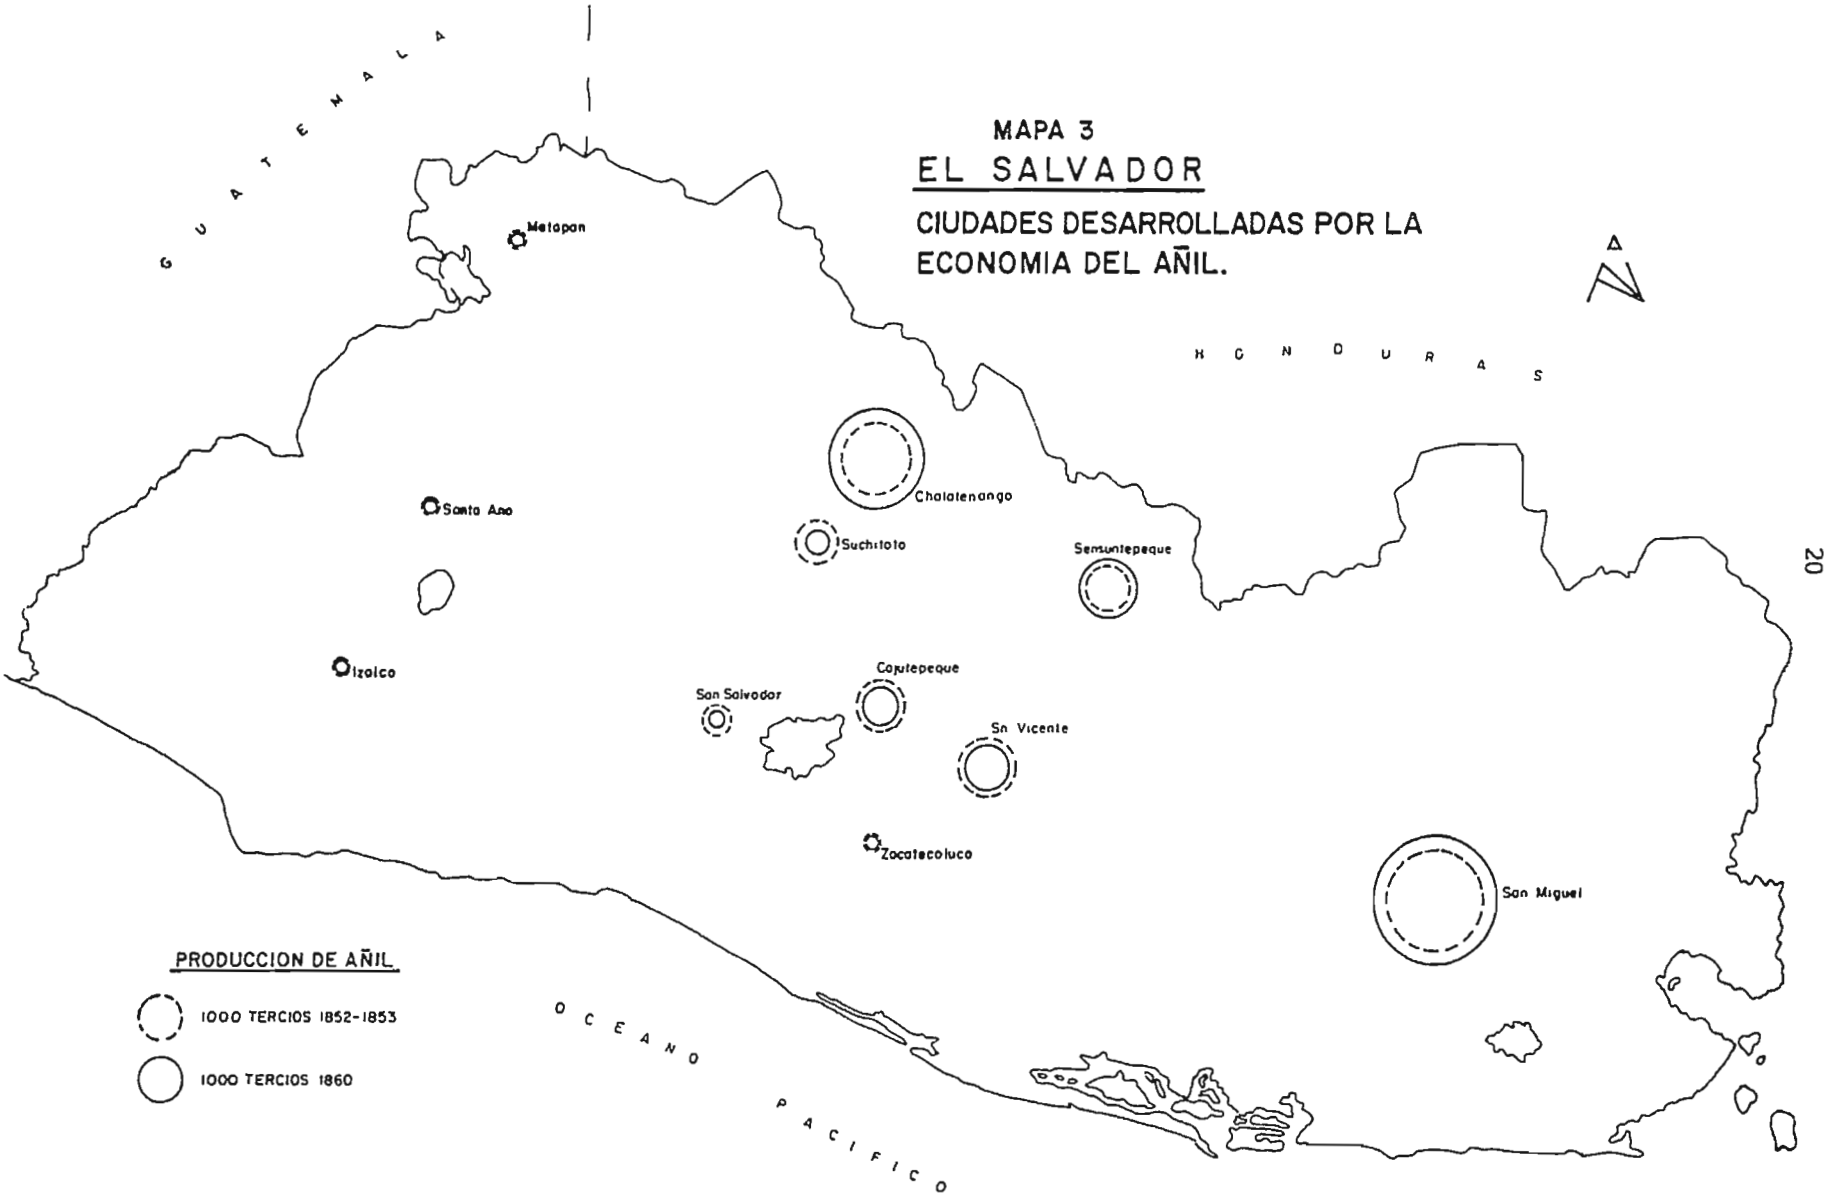 GUATEMALA
MAPA 3
EL SALVADOR
CIUDADES DESARROLLADAS POR LA
ECONOMIA DEL AÑIL.
HONDURAS
Metapan
Chalatenango
Santa Ana
Suchitoto
Sensuntepeque
20
Izalco
Cojutepeque
San Salvador
Sn Vicente
Zacatecoluca
San Miguel
PRODUCCION DE AÑIL
1000 TERCIOS 1852-1853
1000 TERCIOS 1860
OCEANO PACIFICO